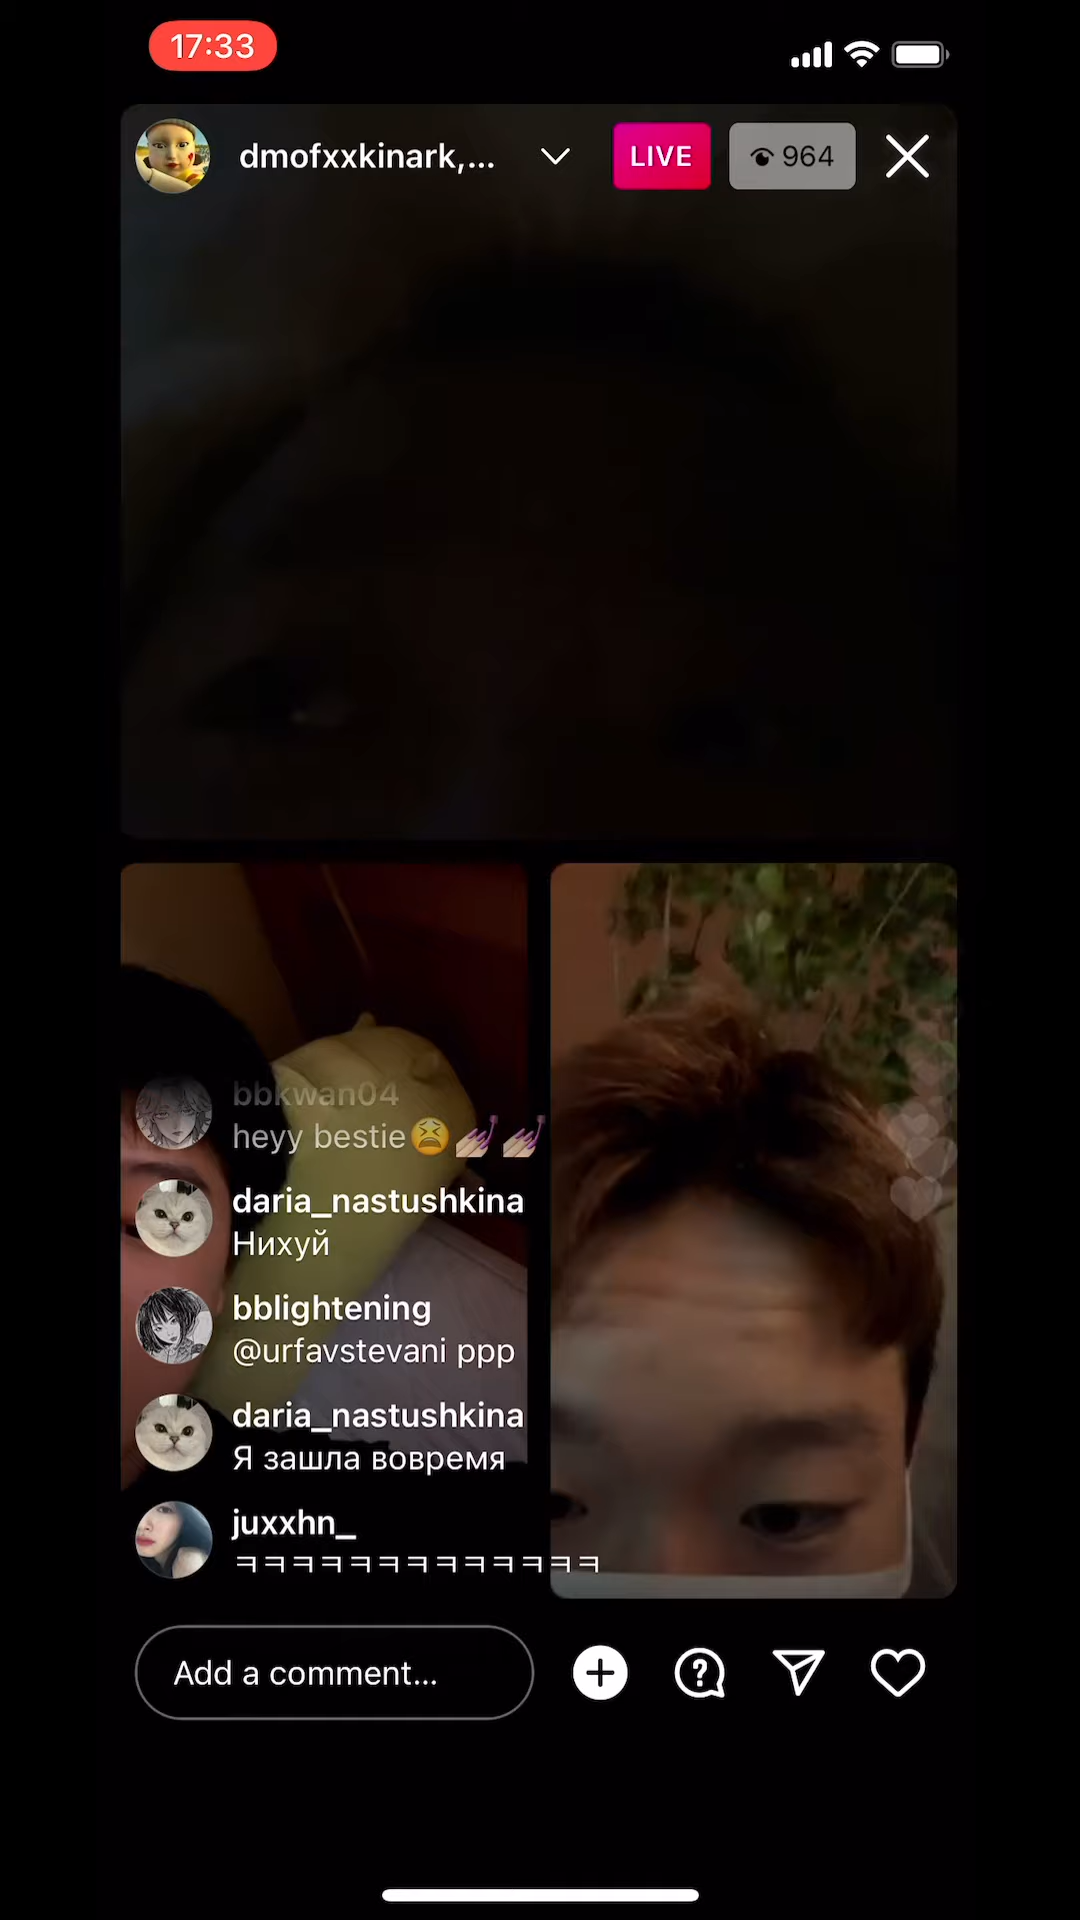 17:33
dmofxxkinark,...
LIVE
964
bbkwan04
heyy bestie😫💅🏼💅🏼
daria_nastushkina
Нихуй
bblightening
@urfavstevani ppp
daria_nastushkina
Я зашла вовремя
juxxhn_
ㅋㅋㅋㅋㅋㅋㅋㅋㅋㅋㅋㅋㅋ
Add a comment...